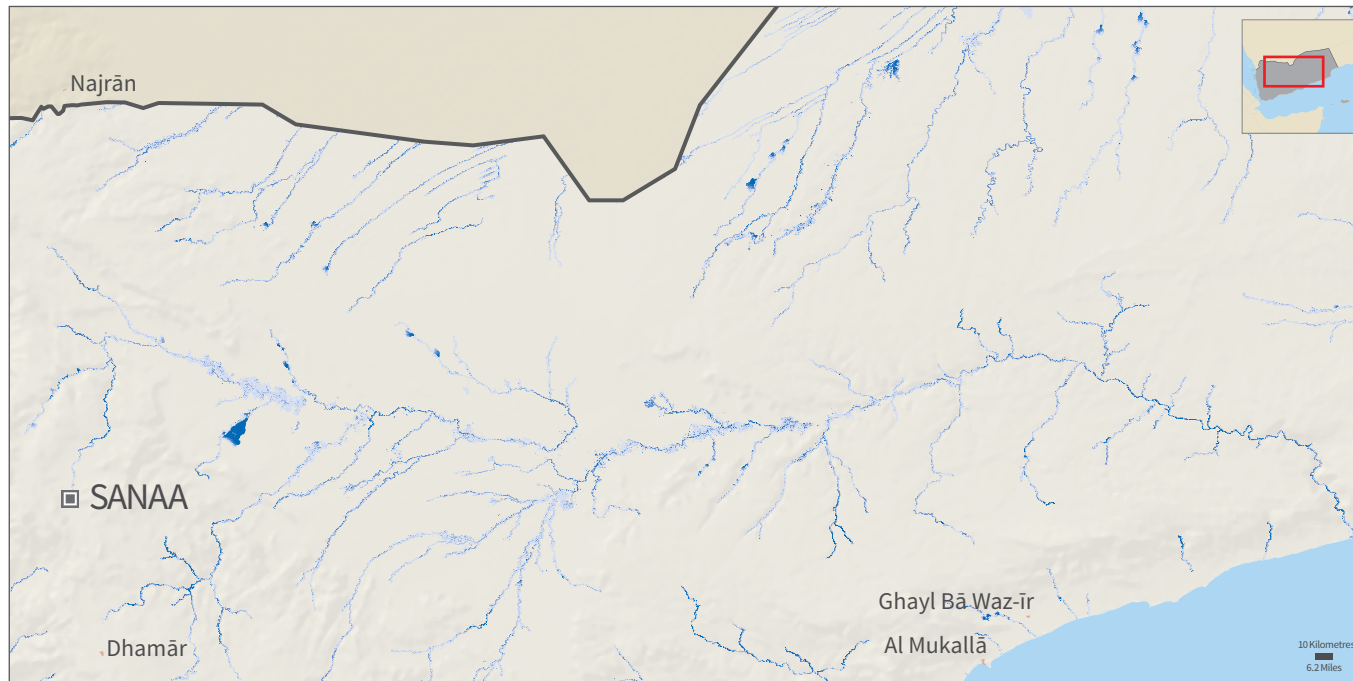 Najrān
SANAA
Ghayl Bā Waz-īr
Dhamār
Al Mukallā
10 Kilometres
6.2 Miles